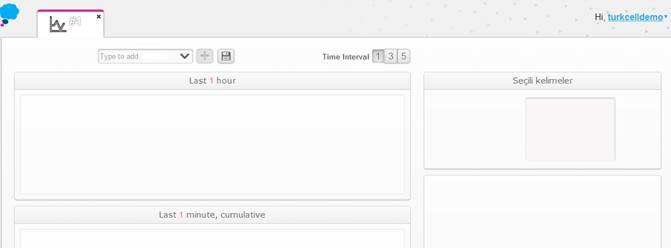 #1
Hi, turkcelldemo
Type to add.
Time Interval 1 3 5
Last 1 hour
Seçili kelimeler
Last 1 minute, cumulative